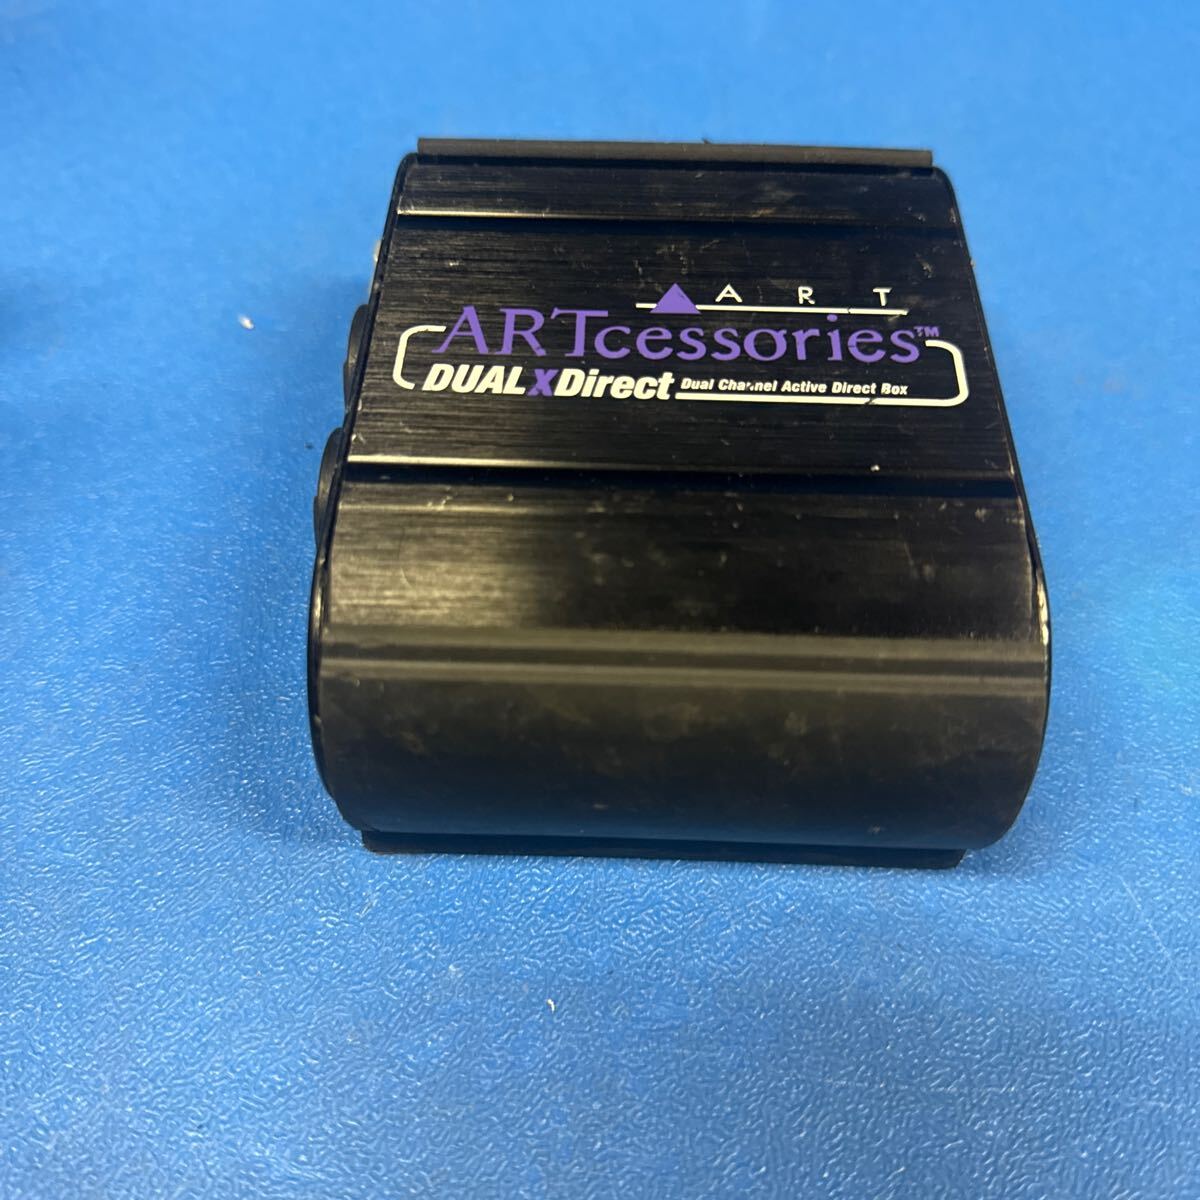 ART
ARTcessories™
DUAL XDirect Dual Channel Active Direct Box